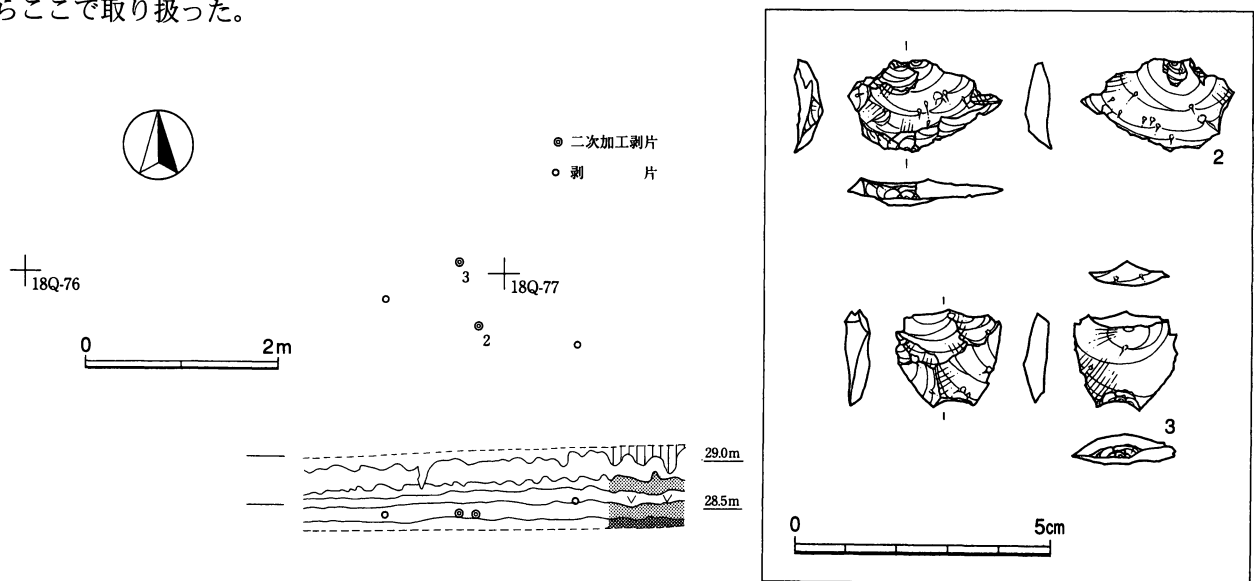 らここで取り扱った。
◎ 二次加工剥片
○ 剥 片
18Q-76
3
18Q-77
2
0 2m
29.0m
28.5m
2
3
0 5cm